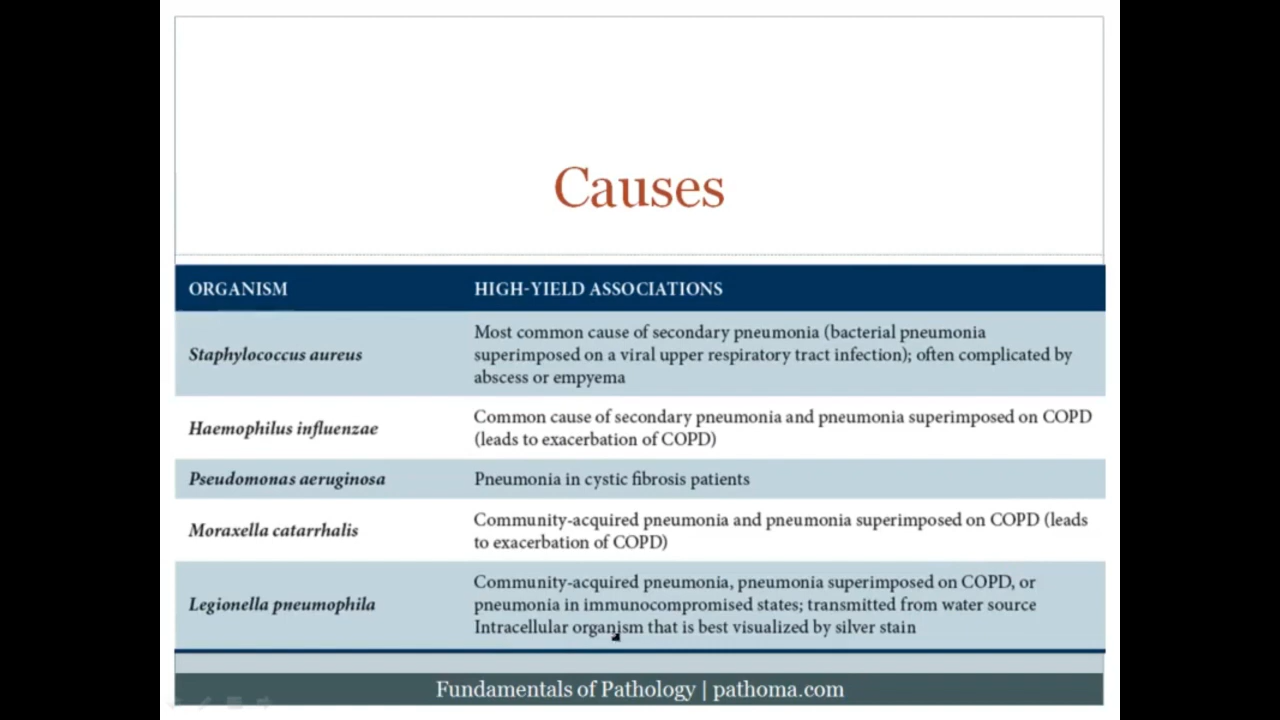 Causes
ORGANISM HIGH-YIELD ASSOCIATIONS
Staphylococcus aureus
Most common cause of secondary pneumonia (bacterial pneumonia
superimposed on a viral upper respiratory tract infection); often complicated by
abscess or empyema
Haemophilus influenzae
Common cause of secondary pneumonia and pneumonia superimposed on COPD
(leads to exacerbation of COPD)
Pseudomonas aeruginosa
Pneumonia in cystic fibrosis patients
Moraxella catarrhalis
Community-acquired pneumonia and pneumonia superimposed on COPD (leads
to exacerbation of COPD)
Legionella pneumophila
Community-acquired pneumonia, pneumonia superimposed on COPD, or
pneumonia in immunocompromised states; transmitted from water source
Intracellular organism that is best visualized by silver stain
Fundamentals of Pathology | pathoma.com